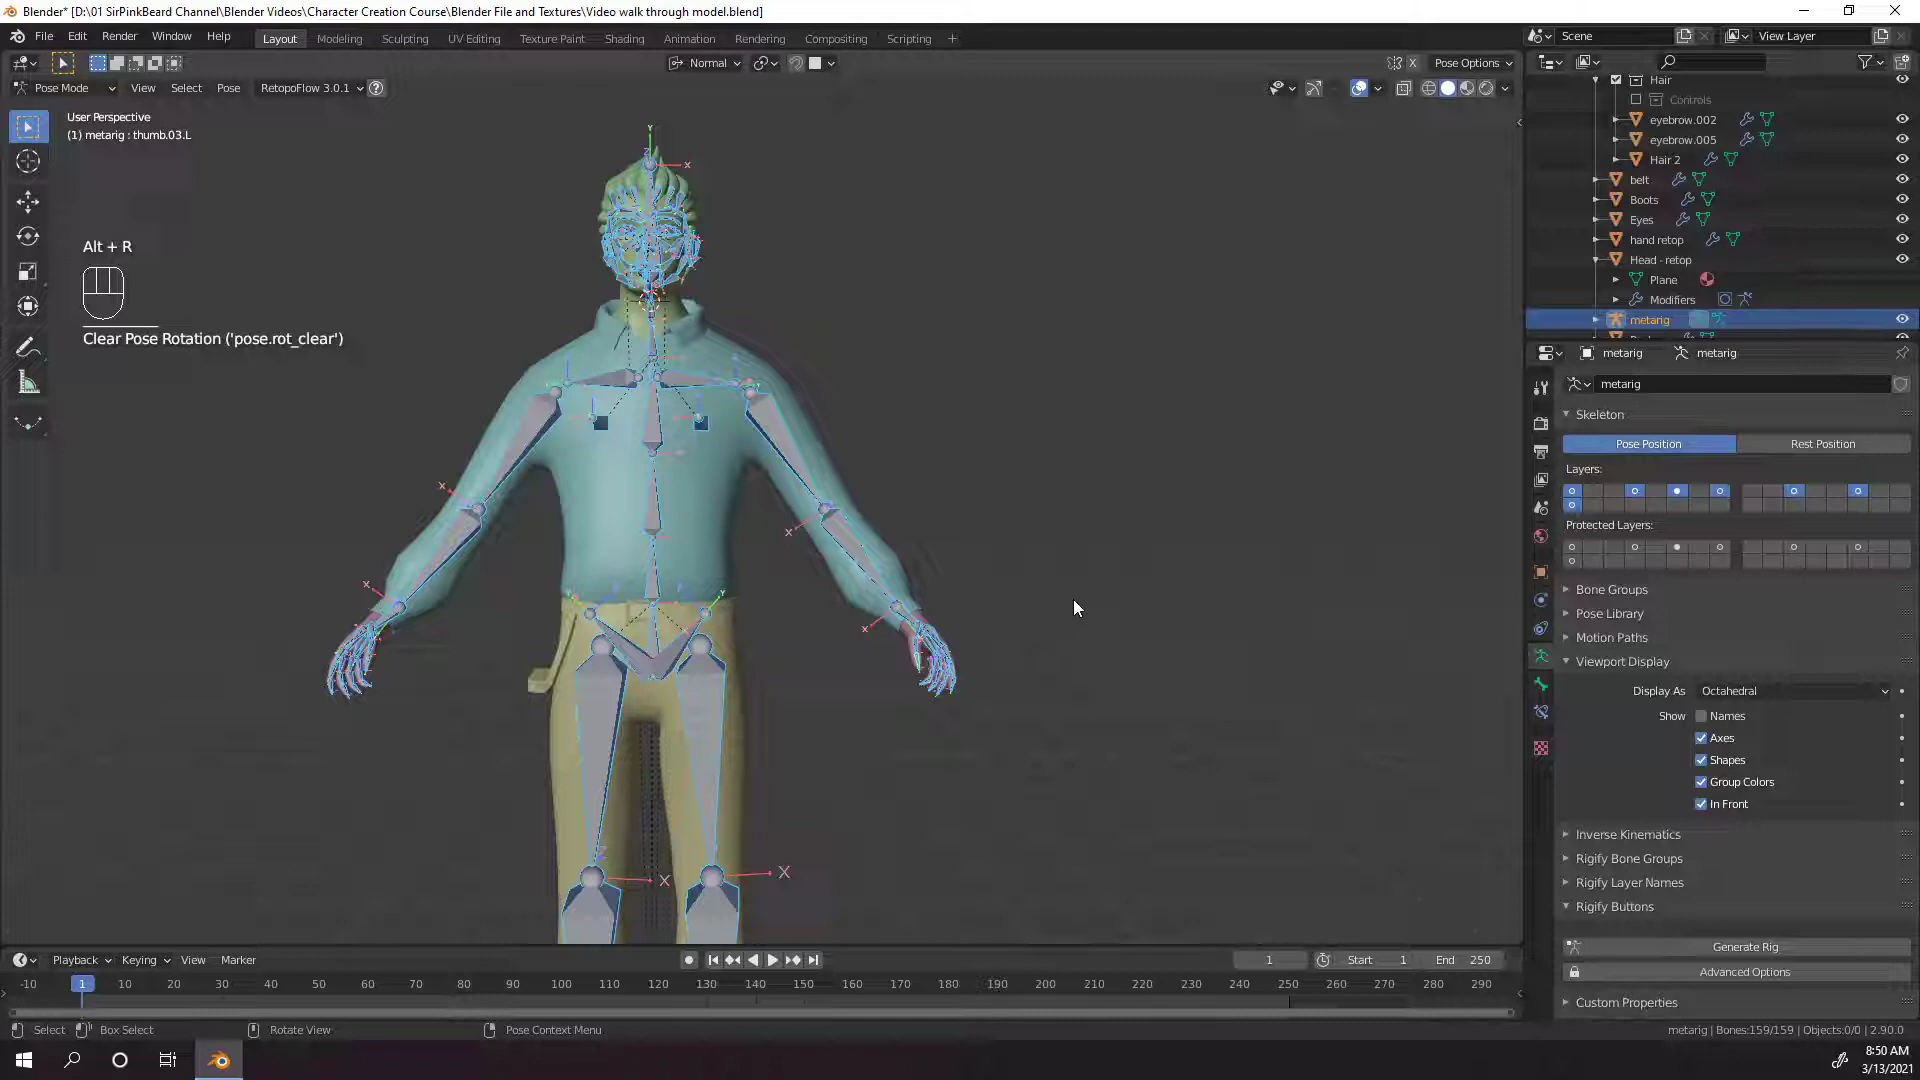 Blender* [D:\01 SirPinkBeard Channel\Blender Videos\Character Creation Course\Blender File and Textures\Video walk through model.blend]
File Edit Render Window Help
Layout Modeling Sculpting UV Editing Texture Paint Shading Animation Rendering Compositing Scripting +
Scene
View Layer
Normal
X
Pose Options
Pose Mode View Select Pose RetopoFlow 3.0.1 ?
User Perspective
(1) metarig : thumb.03.L
Alt + R
Clear Pose Rotation ('pose.rot_clear')
Hair
Controls
eyebrow.002
eyebrow.005
Hair 2
belt
Boots
Eyes
hand retop
Head - retop
Plane
Modifiers
metarig
metarig metarig
metarig
Skeleton
Pose Position Rest Position
Layers:
Protected Layers:
Bone Groups
Pose Library
Motion Paths
Viewport Display
Display As Octahedral
Show Names
Axes
Shapes
Group Colors
In Front
Inverse Kinematics
Rigify Bone Groups
Rigify Layer Names
Rigify Buttons
Generate Rig
Advanced Options
Custom Properties
Playback Keying View Marker
1 Start 1 End 250
-10 1 10 20 30 40 50 60 70 80 90 100 110 120 130 140 150 160 170 180 190 200 210 220 230 240 250 260 270 280 290
Select Box Select Rotate View Pose Context Menu
metarig | Bones:159/159 | Objects:0/0 | 2.90.0
8:50 AM
3/13/2021